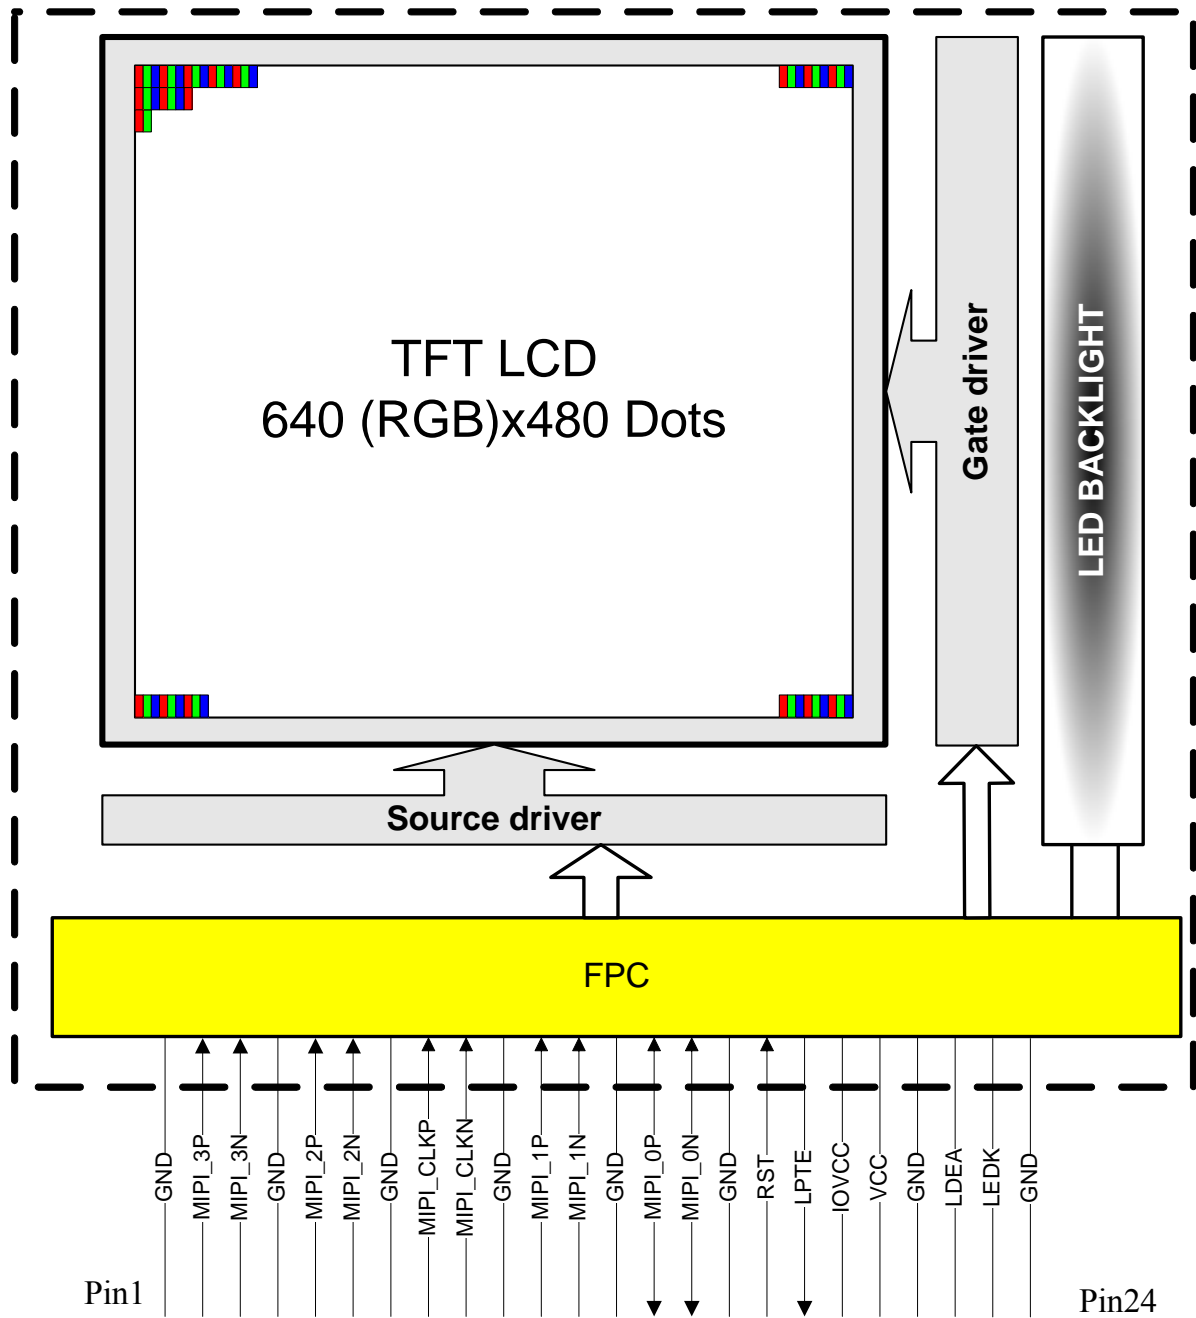 TFT LCD
640 (RGB)x480 Dots
Gate driver
LED BACKLIGHT
Source driver
FPC
GND
MIPI_3P
MIPI_3N
GND
MIPI_2P
MIPI_2N
GND
MIPI_CLKP
MIPI_CLKN
GND
MIPI_1P
MIPI_1N
GND
MIPI_0P
MIPI_0N
GND
RST
LPTE
IOVCC
VCC
GND
LDEA
LEDK
GND
Pin1
Pin24